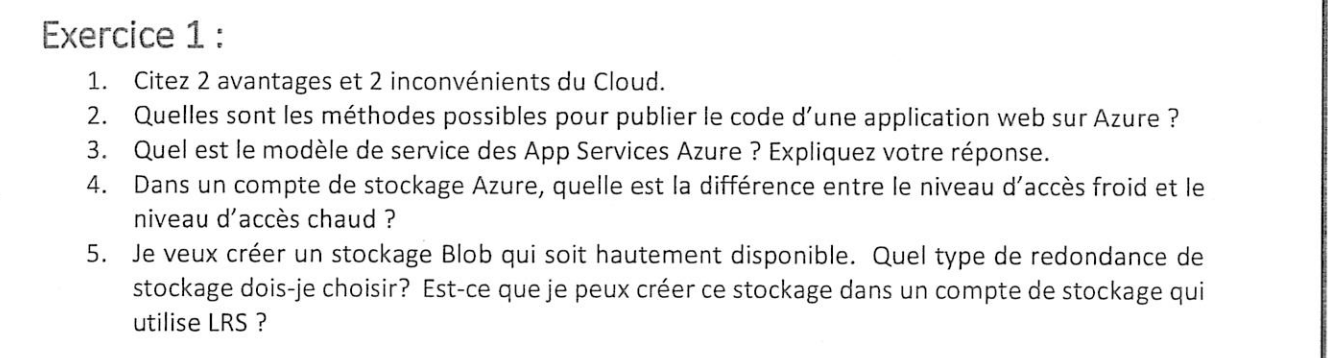 Exercice 1 :
1. Citez 2 avantages et 2 inconvénients du Cloud.
2. Quelles sont les méthodes possibles pour publier le code d'une application web sur Azure ?
3. Quel est le modèle de service des App Services Azure ? Expliquez votre réponse.
4. Dans un compte de stockage Azure, quelle est la différence entre le niveau d'accès froid et le
niveau d'accès chaud ?
5. Je veux créer un stockage Blob qui soit hautement disponible. Quel type de redondance de
stockage dois-je choisir? Est-ce que je peux créer ce stockage dans un compte de stockage qui
utilise LRS ?